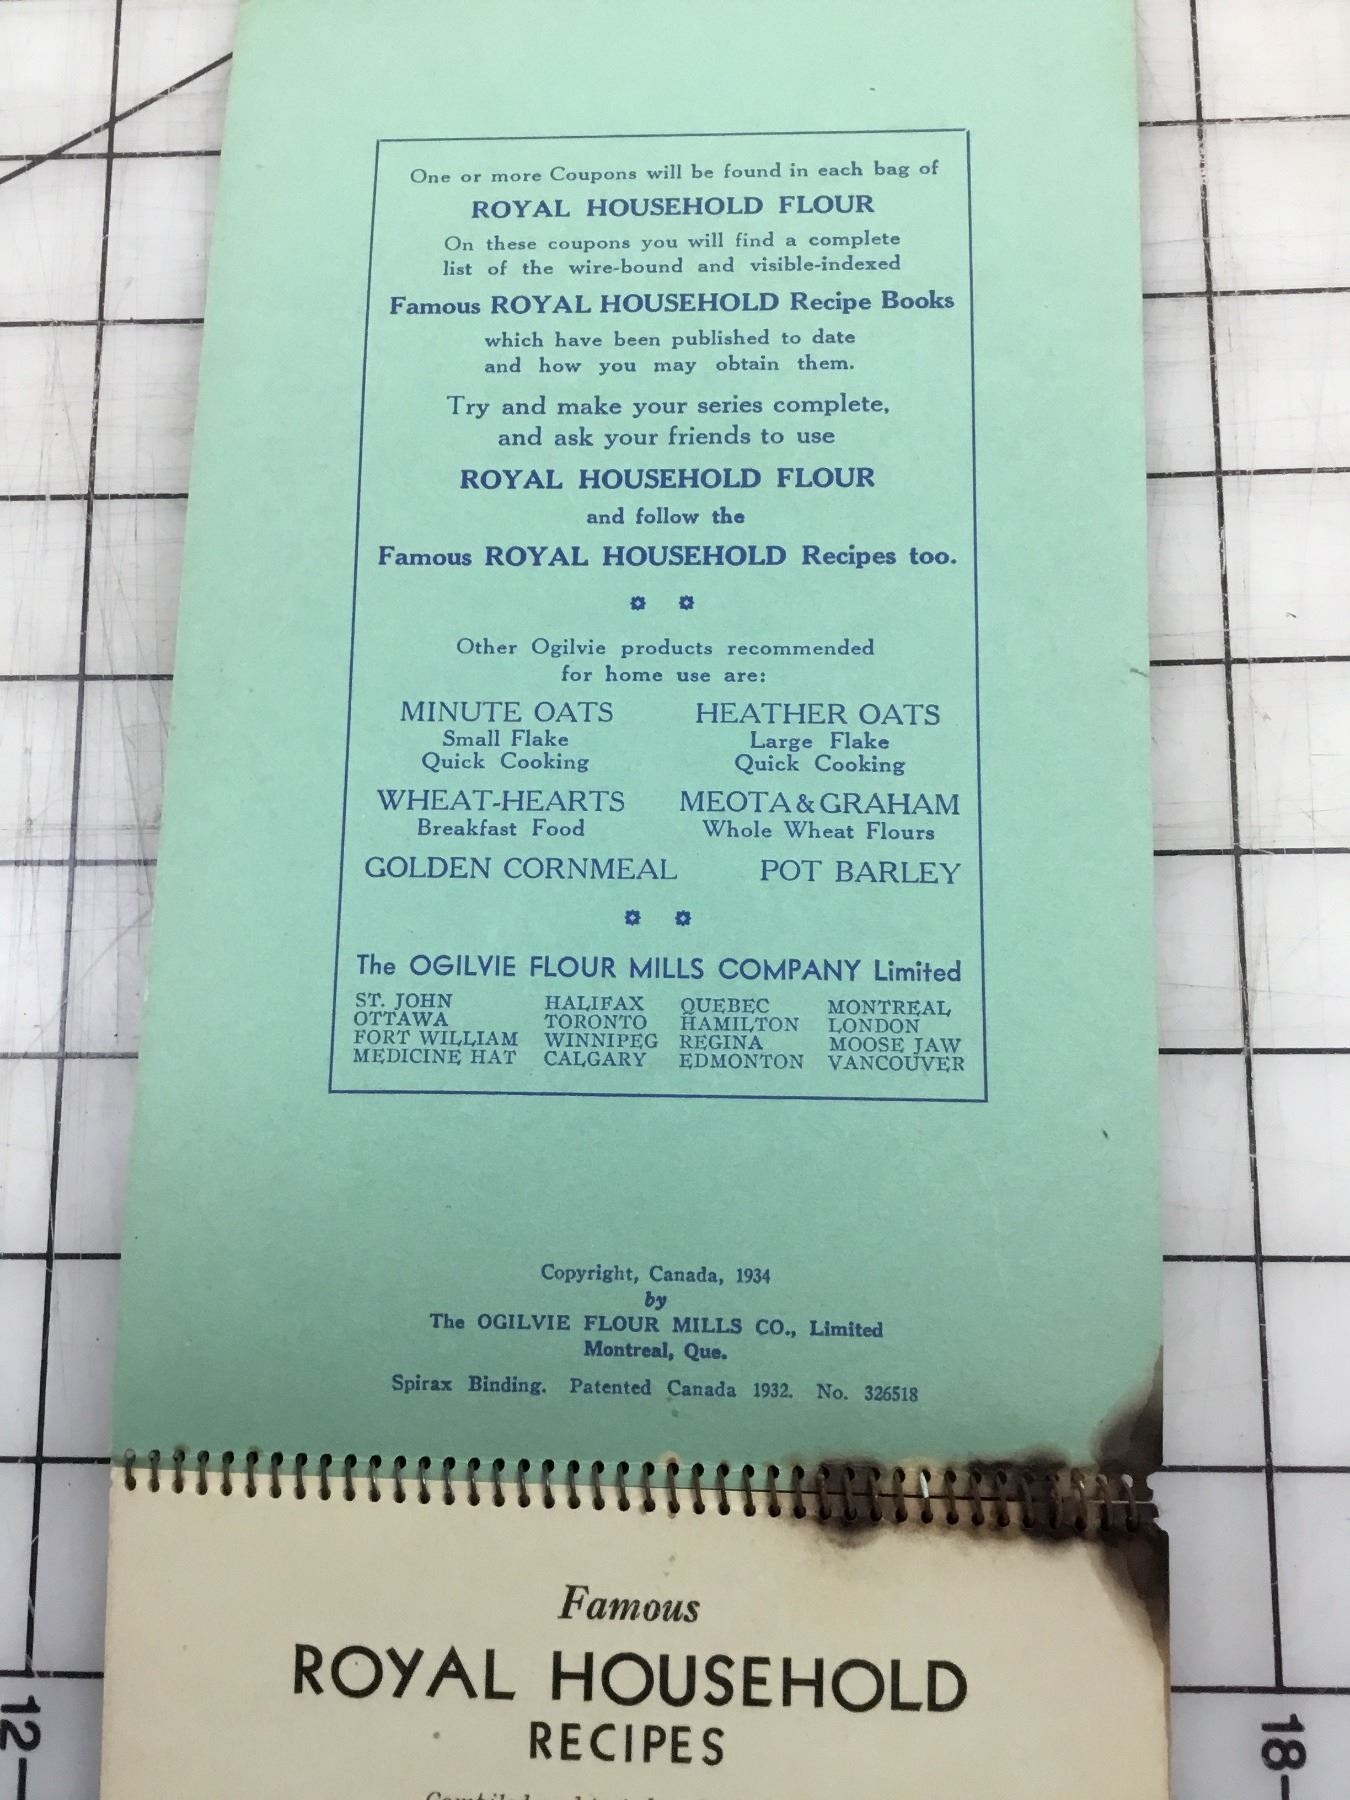 One or more Coupons will be found in each bag of
ROYAL HOUSEHOLD FLOUR
On these coupons you will find a complete
list of the wire-bound and visible-indexed
Famous ROYAL HOUSEHOLD Recipe Books
which have been published to date
and how you may obtain them.
Try and make your series complete,
and ask your friends to use
ROYAL HOUSEHOLD FLOUR
and follow the
Famous ROYAL HOUSEHOLD Recipes too.
Other Ogilvie products recommended
for home use are:
MINUTE OATS HEATHER OATS
Small Flake Large Flake
Quick Cooking Quick Cooking
WHEAT-HEARTS MEOTA & GRAHAM
Breakfast Food Whole Wheat Flours
GOLDEN CORNMEAL POT BARLEY
The OGILVIE FLOUR MILLS COMPANY Limited
ST. JOHN HALIFAX QUEBEC MONTREAL
OTTAWA TORONTO HAMILTON LONDON
FORT WILLIAM WINNIPEG REGINA MOOSE JAW
MEDICINE HAT CALGARY EDMONTON VANCOUVER
Copyright, Canada, 1934
by
The OGILVIE FLOUR MILLS CO., Limited
Montreal, Que.
Spirax Binding. Patented Canada 1932. No. 326518
Famous
ROYAL HOUSEHOLD
RECIPES
12
18